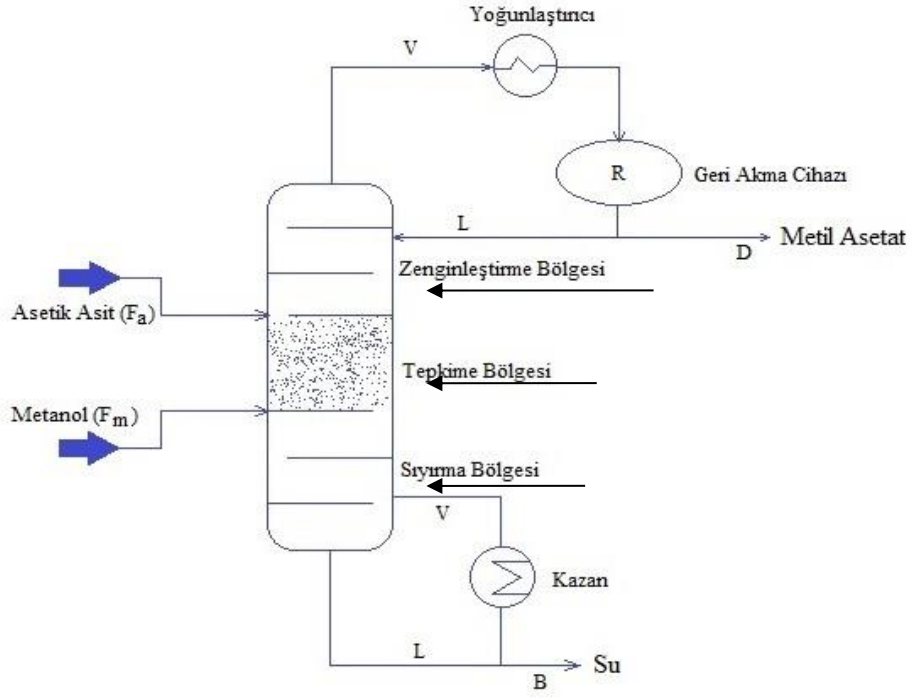 Yoğunlaştırıcı
V
R
Geri Akma Cihazı
L
D
Metil Asetat
Zenginleştirme Bölgesi
Asetik Asit (Fa)
Tepkime Bölgesi
Metanol (Fm)
Sıyırma Bölgesi
V
Kazan
L
B
Su